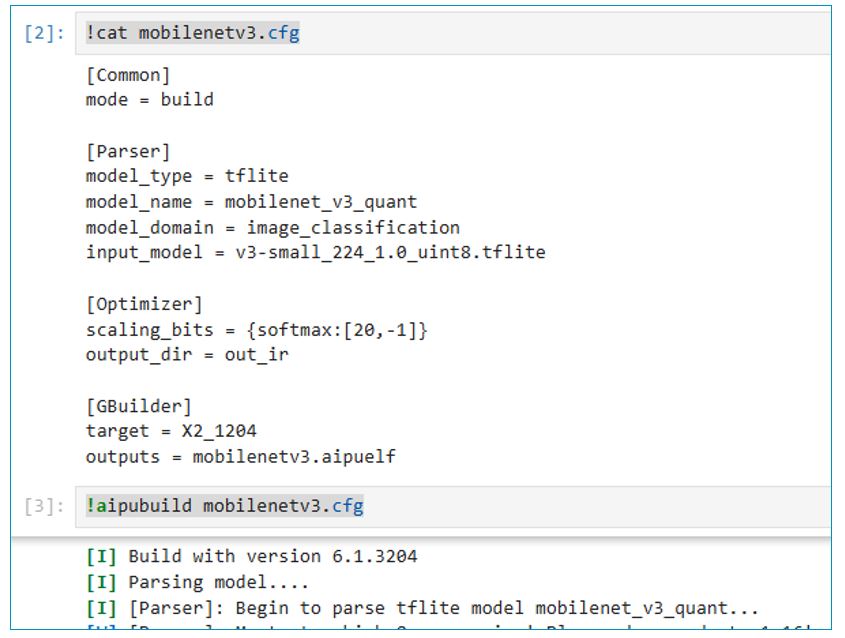 [2]: !cat mobilenetv3.cfg
[Common]
mode = build
[Parser]
model_type = tflite
model_name = mobilenet_v3_quant
model_domain = image_classification
input_model = v3-small_224_1.0_uint8.tflite
[Optimizer]
scaling_bits = {softmax:[20,-1]}
output_dir = out_ir
[GBuilder]
target = X2_1204
outputs = mobilenetv3.aipuelf
[3]: !aipubuild mobilenetv3.cfg
[I] Build with version 6.1.3204
[I] Parsing model....
[I] [Parser]: Begin to parse tflite model mobilenet_v3_quant...